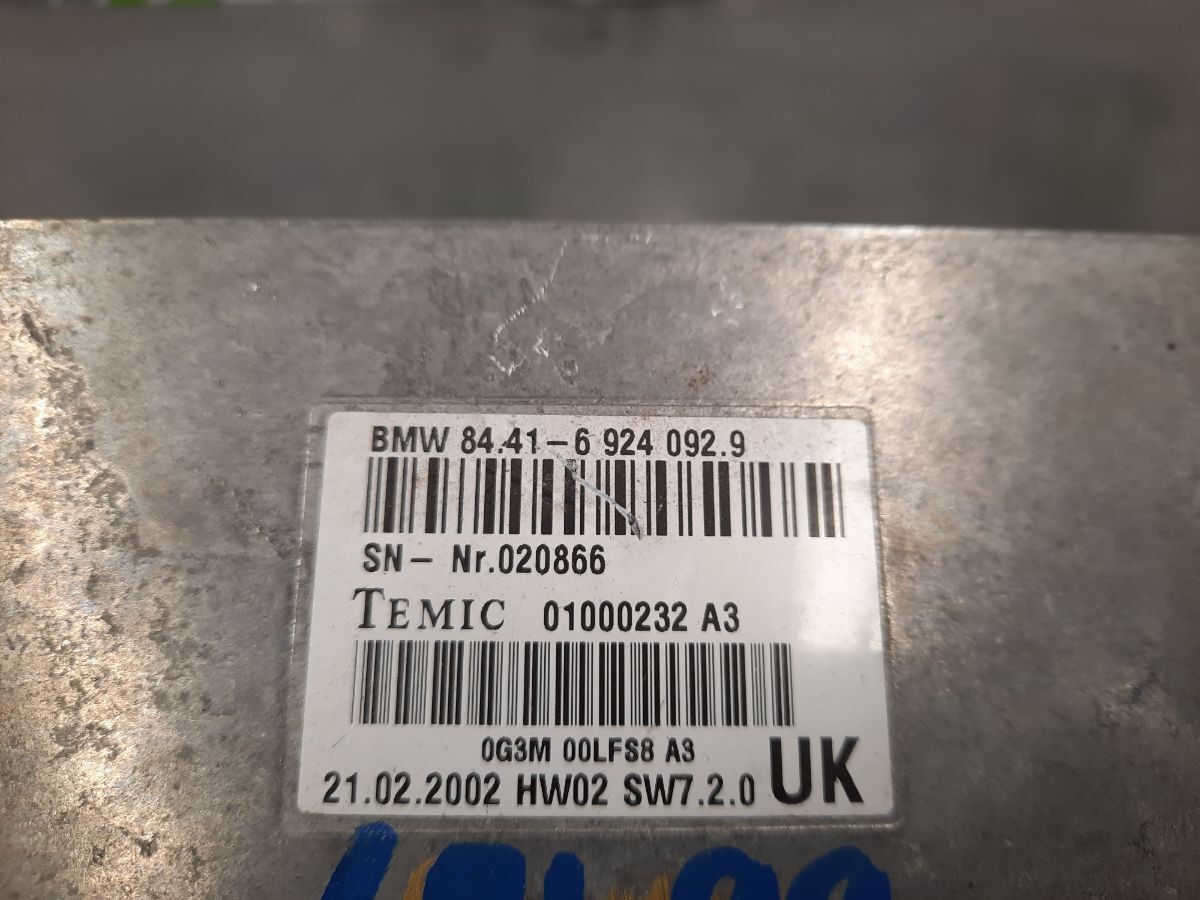 BMW 84.41-6 924 092.9
SN- Nr.020866
TEMIC 01000232 A3
0G3M 00LFS8 A3
21.02.2002 HW02 SW7.2.0 UK